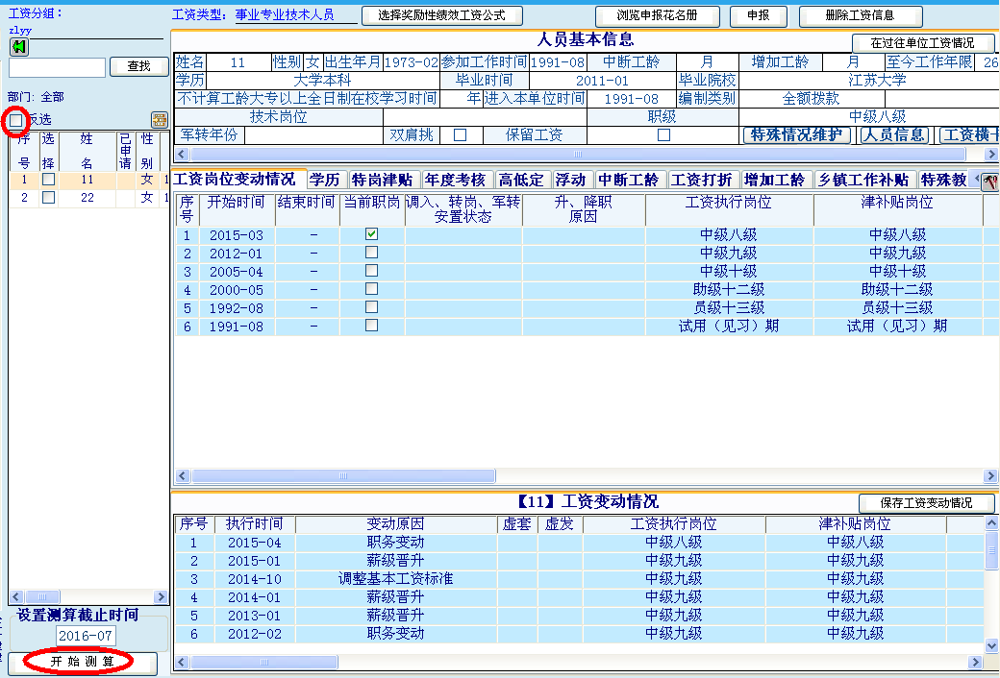 工资分组：
zlyy
查找
部门: 全部
反选
序号 选择 姓名 已申请 性别
1 11 女 1
2 22 女 1
设置测算截止时间
2016-07
开 始 测 算
工资类型: 事业专业技术人员 选择奖励性绩效工资公式 浏览申报花名册 申报 删除工资信息
人员基本信息 在过往单位工资情况
姓名 11 性别 女 出生年月 1973-02 参加工作时间 1991-08 中断工龄 月 增加工龄 月 至今工作年限 26
学历 大学本科 毕业时间 2011-01 毕业院校 江苏大学
不计算工龄大专以上全日制在校学习时间 年 进入本单位时间 1991-08 编制类别 全额拨款
技术岗位 职级 中级八级
军转年份 双肩挑 保留工资 特殊情况维护 人员信息 工资横
工资岗位变动情况 学历 特岗津贴 年度考核 高低定 浮动 中断工龄 工资打折 增加工龄 乡镇工作补贴 特殊教
序号 开始时间 结束时间 当前职岗 调入、转岗、军转安置状态 升、降职原因 工资执行岗位 津补贴岗位
1 2015-03 - 中级八级 中级八级
2 2012-01 - 中级九级 中级九级
3 2005-04 - 中级十级 中级十级
4 2000-05 - 助级十二级 助级十二级
5 1992-08 - 员级十三级 员级十三级
6 1991-08 - 试用（见习）期 试用（见习）期
【11】工资变动情况 保存工资变动情况
序号 执行时间 变动原因 虚套 虚发 工资执行岗位 津补贴岗位
1 2015-04 职务变动 中级八级 中级八级
2 2015-01 薪级晋升 中级九级 中级九级
3 2014-10 调整基本工资标准 中级九级 中级九级
4 2014-01 薪级晋升 中级九级 中级九级
5 2013-01 薪级晋升 中级九级 中级九级
6 2012-02 职务变动 中级九级 中级九级